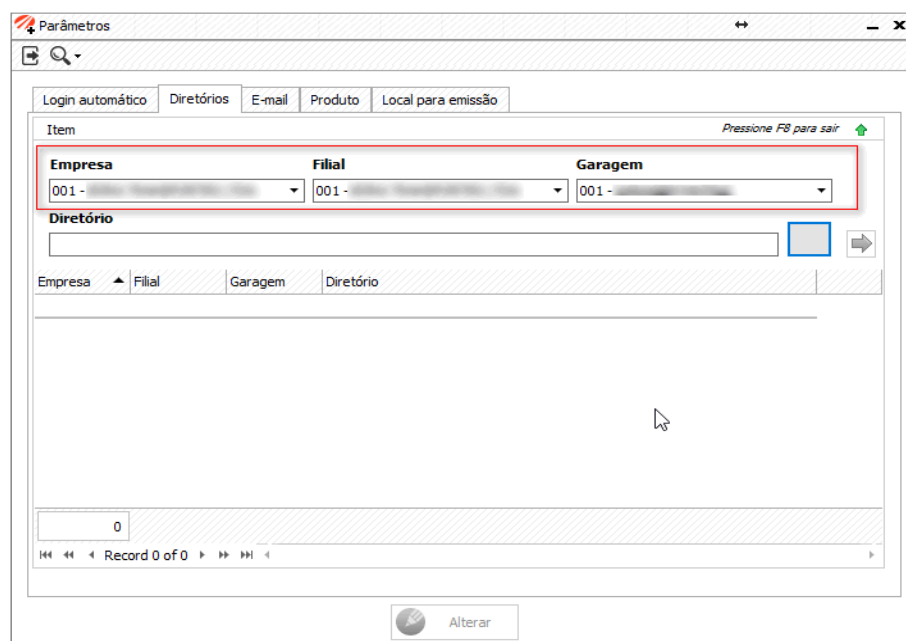 Parâmetros
Login automático Diretórios E-mail Produto Local para emissão
Item Pressione F8 para sair
Empresa Filial Garagem
001 - 001 - 001 -
Diretório
Empresa Filial Garagem Diretório
0
Record 0 of 0
Alterar